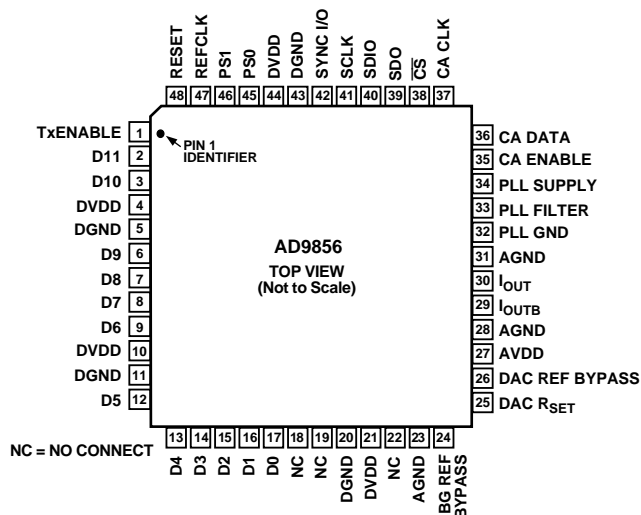 RESET
REFCLK
PS1
PS0
DVDD
DGND
SYNC I/O
SCLK
SDIO
SDO
CS
CA CLK
48 47 46 45 44 43 42 41 40 39 38 37
TxENABLE 1
D11 2
D10 3
DVDD 4
DGND 5
D9 6
D8 7
D7 8
D6 9
DVDD 10
DGND 11
D5 12
PIN 1
IDENTIFIER
AD9856
TOP VIEW
(Not to Scale)
36 CA DATA
35 CA ENABLE
34 PLL SUPPLY
33 PLL FILTER
32 PLL GND
31 AGND
30 IOUT
29 IOUTB
28 AGND
27 AVDD
26 DAC REF BYPASS
25 DAC RSET
13 14 15 16 17 18 19 20 21 22 23 24
NC = NO CONNECT
D4
D3
D2
D1
D0
NC
NC
DGND
DVDD
NC
AGND
BG REF
BYPASS